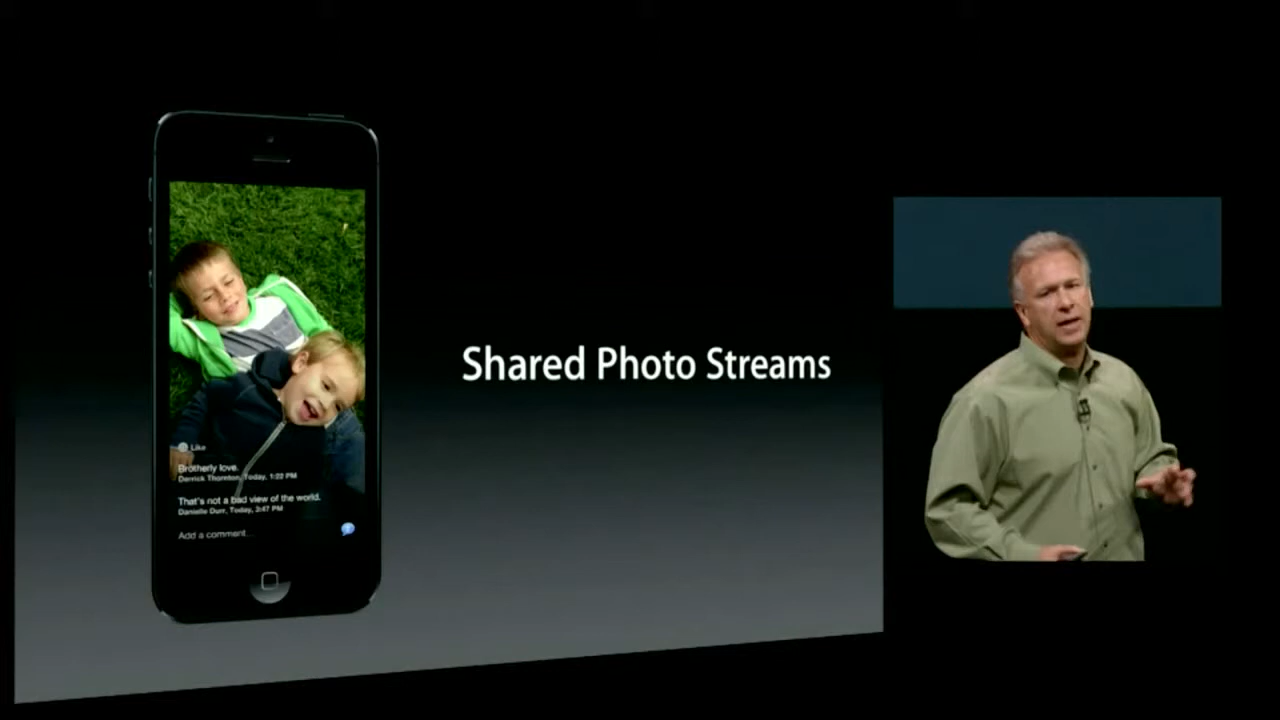 Like
Brotherly love.
Derrick Thornton, Today, 1:22 PM
That's not a bad view of the world.
Danielle Durr, Today, 3:47 PM
Add a comment...
Shared Photo Streams